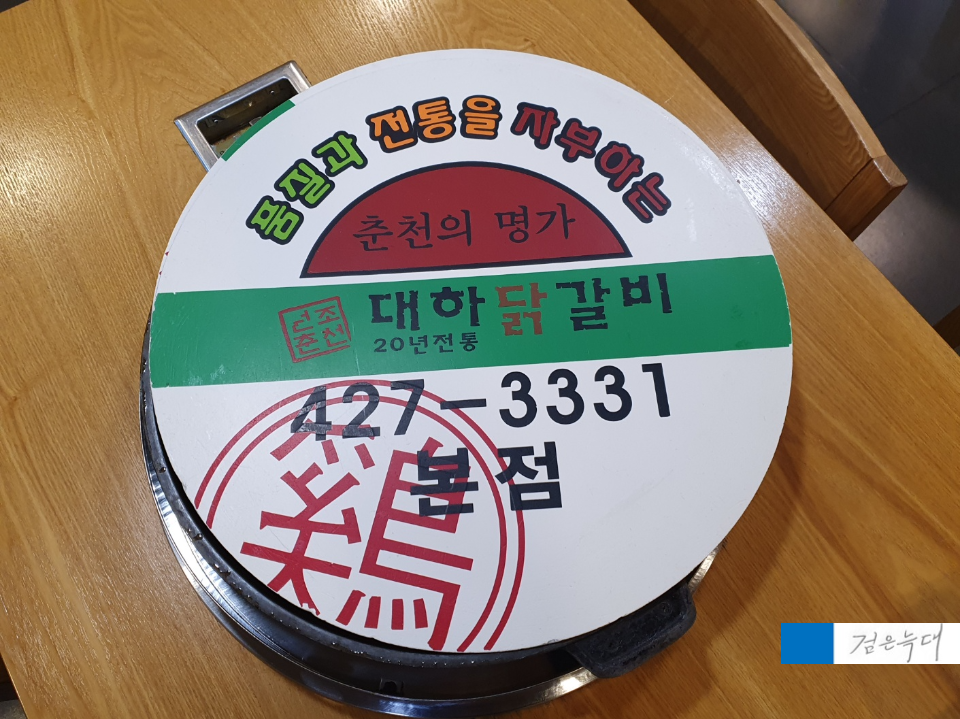 품질과 전통을 자부하는
춘천의 명가
원조
춘천
대하닭갈비
20년전통
427-3331
본점
鷄
검은늑대